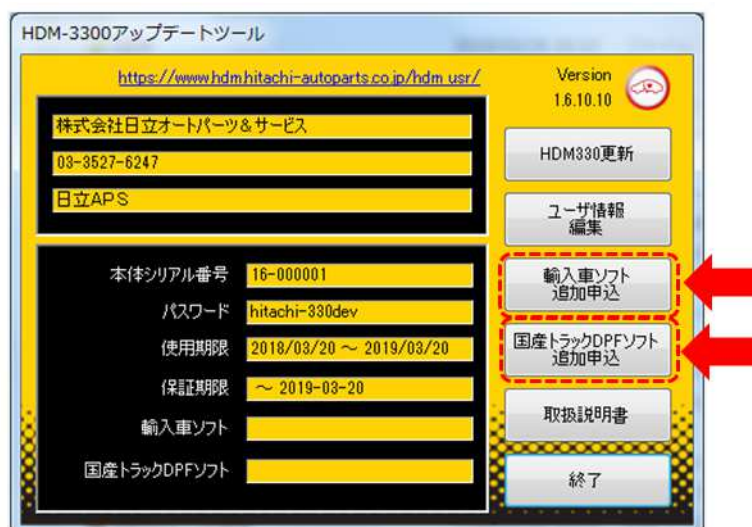 HDM-3300アップデートツール
https://www.hdm.hitachi-autoparts.co.jp/hdm_usr/
Version
1.6.10.10
株式会社日立オートパーツ&サービス
03-3527-6247
日立APS
HDM330更新
ユーザ情報
編集
本体シリアル番号 16-000001
パスワード hitachi-330dev
使用期限 2018/03/20 ～ 2019/03/20
保証期限 ～ 2019-03-20
輸入車ソフト
国産トラックDPFソフト
輸入車ソフト
追加申込
国産トラックDPFソフト
追加申込
取扱説明書
終了